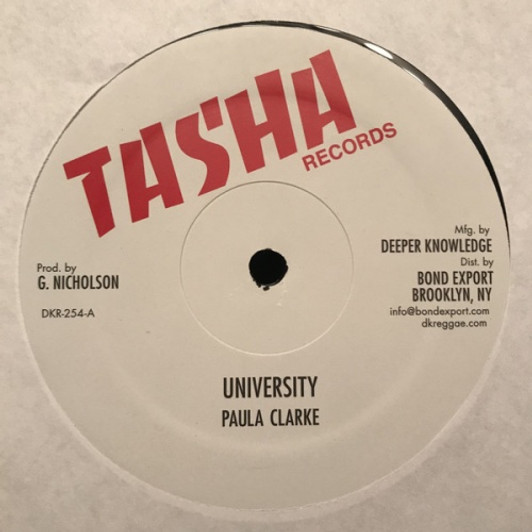 TASHA
RECORDS
Prod. by
G. NICHOLSON
DKR-254-A
Mfg. by
DEEPER KNOWLEDGE
Dist. by
BOND EXPORT
BROOKLYN, NY
info@bondexport.com
dkreggae.com
UNIVERSITY
PAULA CLARKE